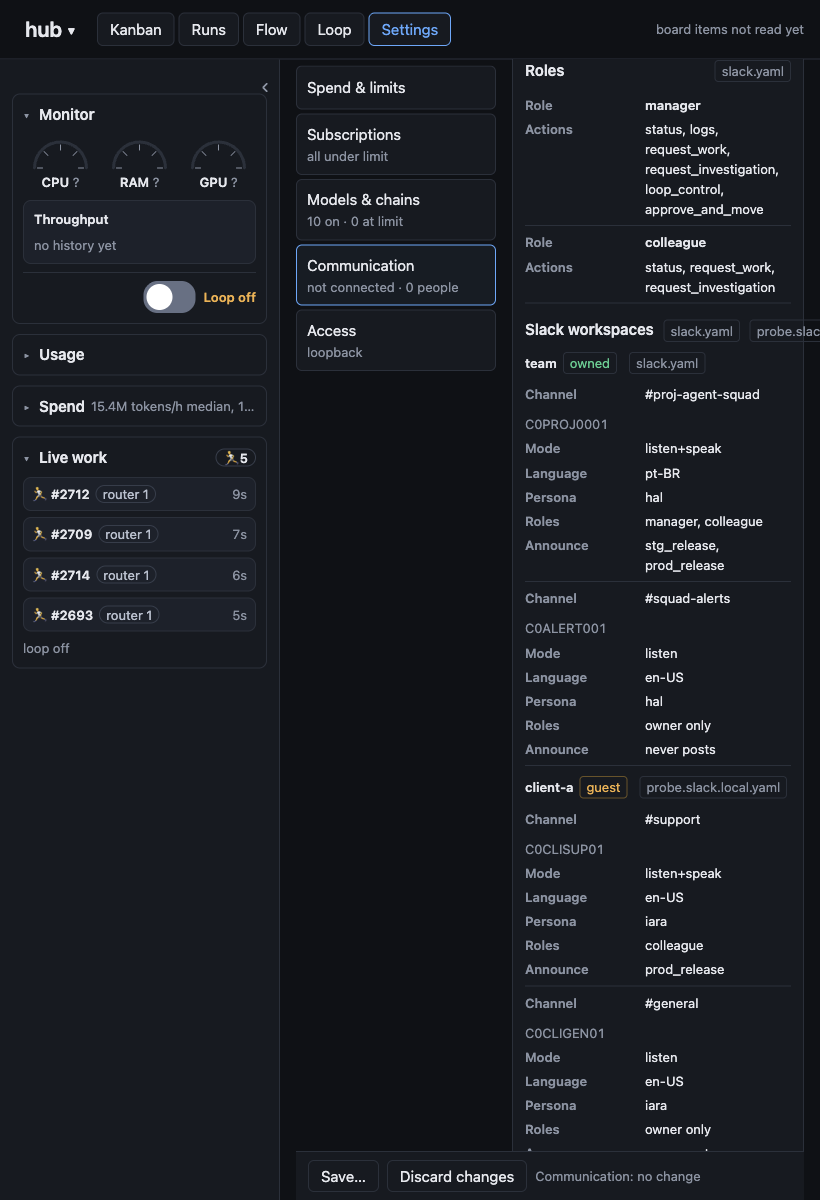 hub ▾ Kanban Runs Flow Loop Settings board items not read yet
Monitor
CPU ? RAM ? GPU ?
Throughput
no history yet
Loop off
Usage
Spend 15.4M tokens/h median, 1...
Live work 5
#2712 router 1 9s
#2709 router 1 7s
#2714 router 1 6s
#2693 router 1 5s
loop off
Spend & limits
Subscriptions
all under limit
Models & chains
10 on · 0 at limit
Communication
not connected · 0 people
Access
loopback
Roles slack.yaml
Role manager
Actions status, logs,
request_work,
request_investigation,
loop_control,
approve_and_move
Role colleague
Actions status, request_work,
request_investigation
Slack workspaces slack.yaml probe.slac
team owned slack.yaml
Channel #proj-agent-squad
C0PROJ0001
Mode listen+speak
Language pt-BR
Persona hal
Roles manager, colleague
Announce stg_release,
prod_release
Channel #squad-alerts
C0ALERT001
Mode listen
Language en-US
Persona hal
Roles owner only
Announce never posts
client-a guest probe.slack.local.yaml
Channel #support
C0CLISUP01
Mode listen+speak
Language en-US
Persona iara
Roles colleague
Announce prod_release
Channel #general
C0CLIGEN01
Mode listen
Language en-US
Persona iara
Roles owner only
Save... Discard changes Communication: no change